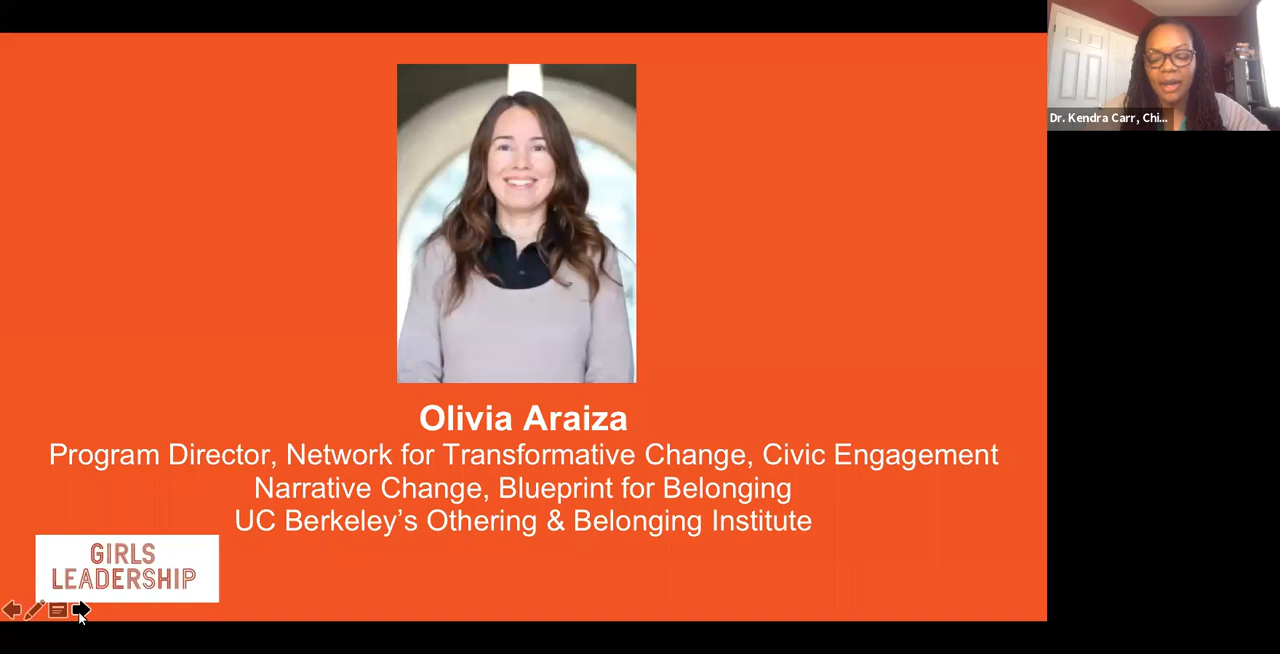 Dr. Kendra Carr, Chi...
Olivia Araiza
Program Director, Network for Transformative Change, Civic Engagement
Narrative Change, Blueprint for Belonging
UC Berkeley’s Othering & Belonging Institute
GIRLS
LEADERSHIP